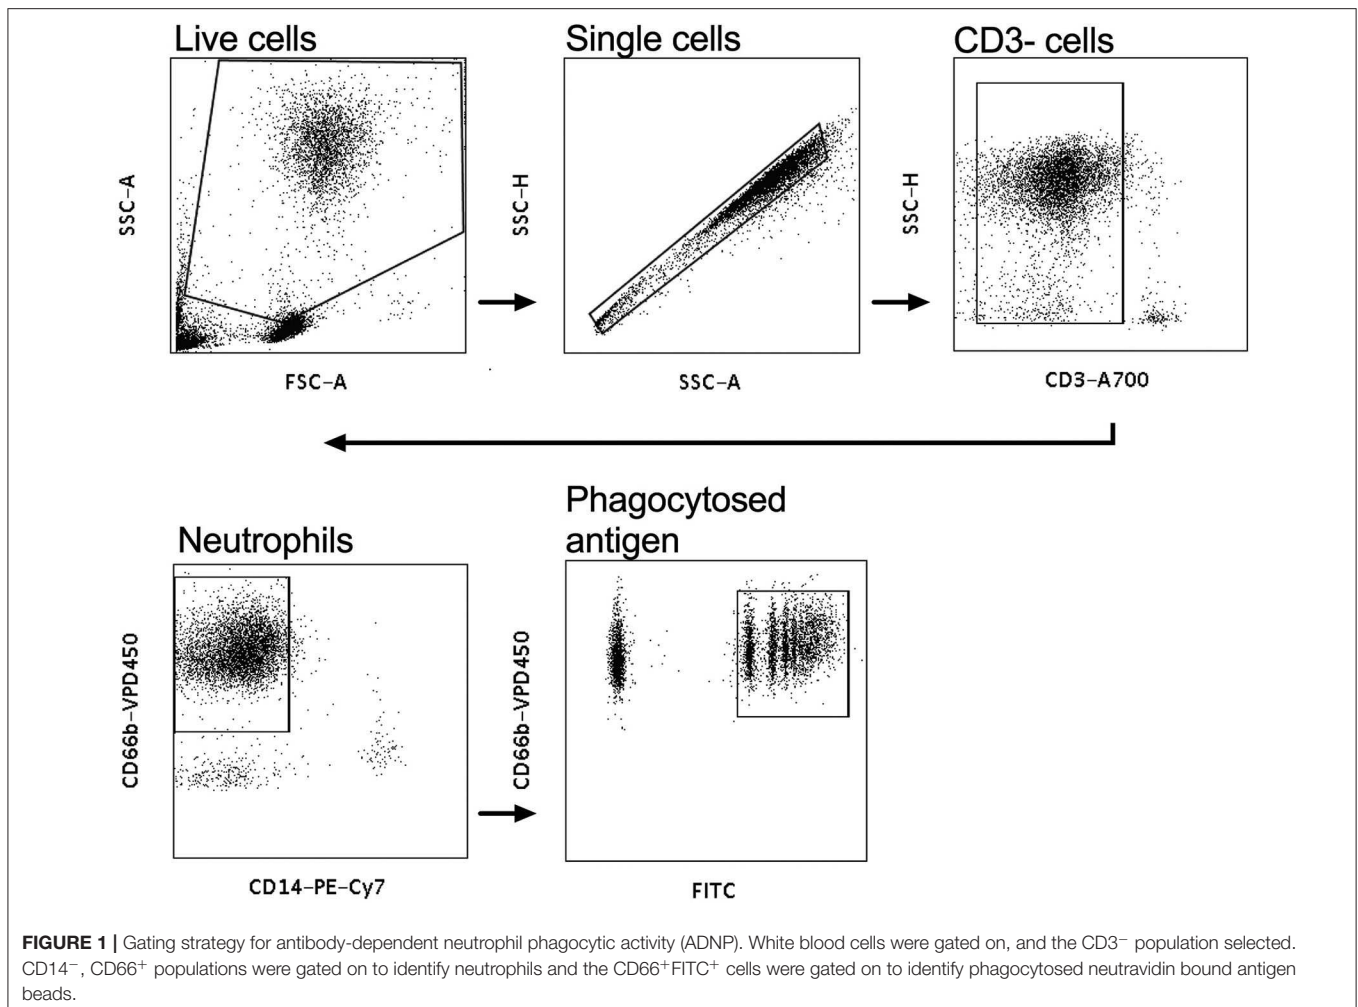 Live cells
Single cells
CD3- cells
SSC-A
SSC-H
SSC-H
FSC-A
SSC-A
CD3-A700
Neutrophils
Phagocytosed
antigen
CD66b-VPD450
CD66b-VPD450
CD14-PE-Cy7
FITC
FIGURE 1 | Gating strategy for antibody-dependent neutrophil phagocytic activity (ADNP). White blood cells were gated on, and the CD3⁻ population selected.
CD14⁻, CD66⁺ populations were gated on to identify neutrophils and the CD66⁺FITC⁺ cells were gated on to identify phagocytosed neutravidin bound antigen
beads.